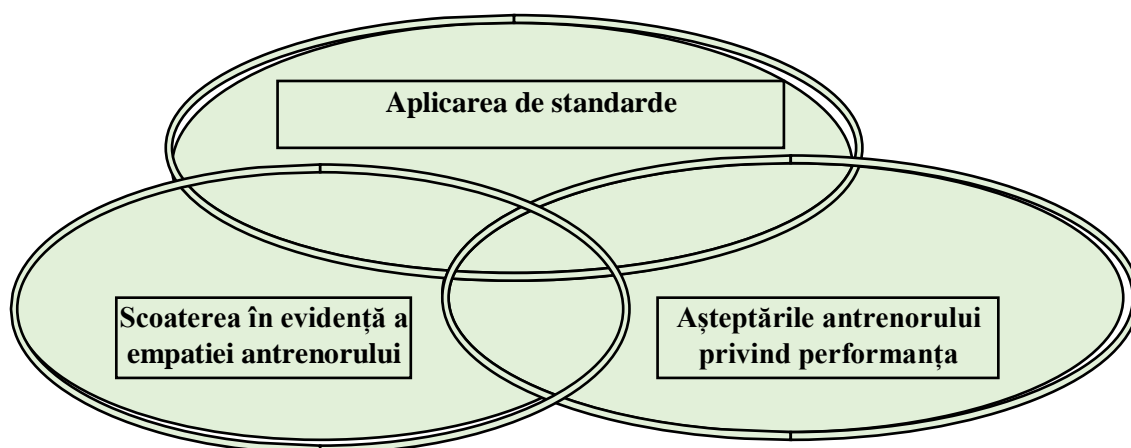 Aplicarea de standarde
Scoaterea în evidență a
empatiei antrenorului
Așteptările antrenorului
privind performanța